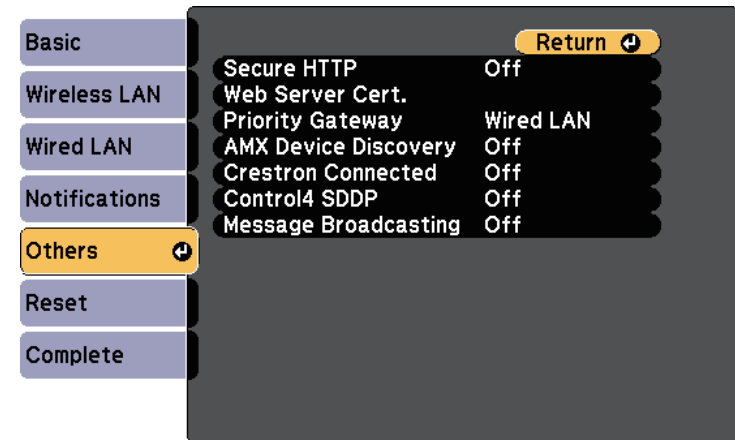 Basic
Wireless LAN
Wired LAN
Notifications
Others
Reset
Complete
Return
Secure HTTP Off
Web Server Cert.
Priority Gateway Wired LAN
AMX Device Discovery Off
Crestron Connected Off
Control4 SDDP Off
Message Broadcasting Off